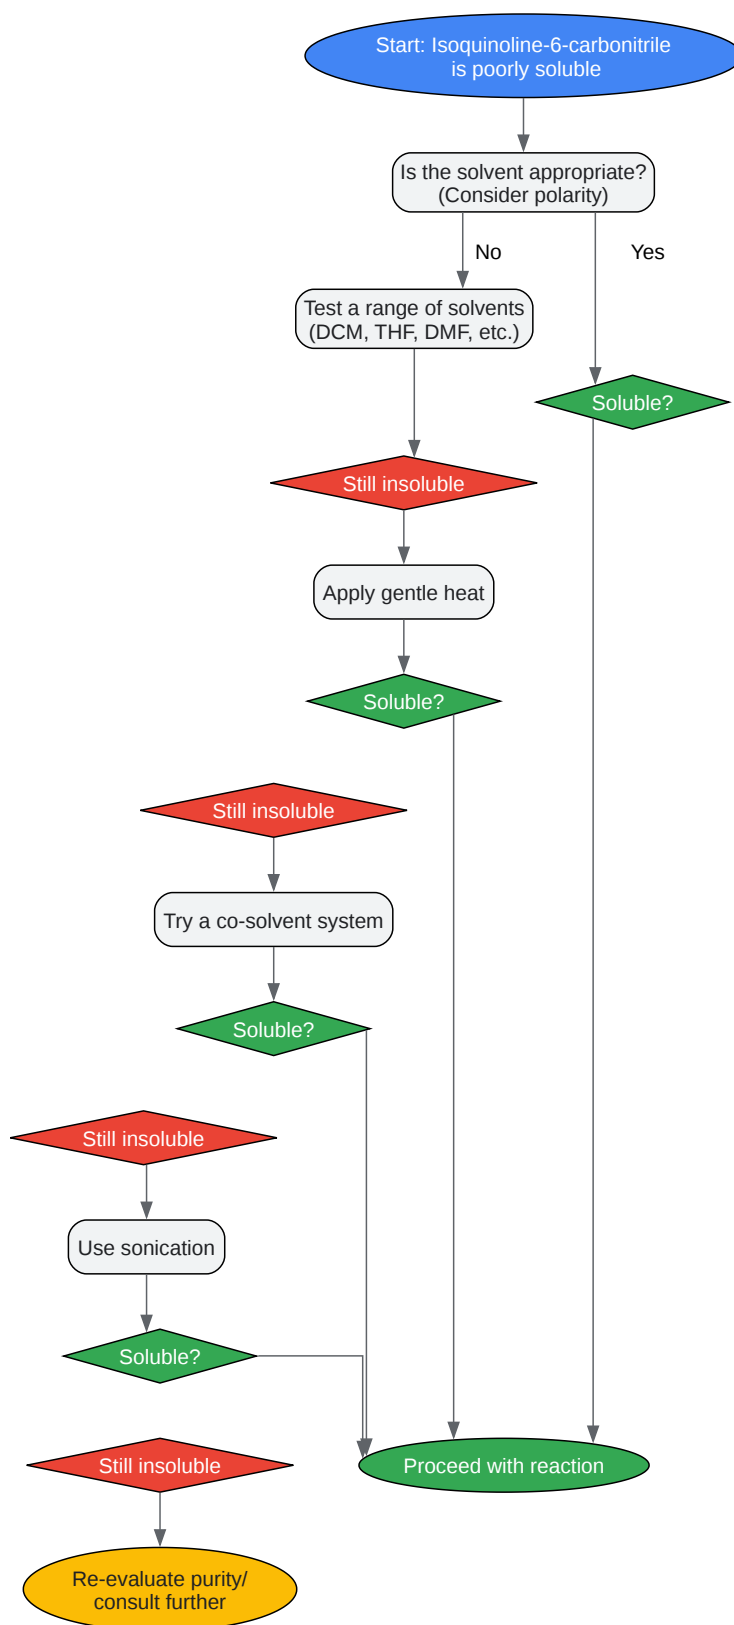 Start: Isoquinoline-6-carbonitrile
is poorly soluble
Is the solvent appropriate?
(Consider polarity)
No
Yes
Test a range of solvents
(DCM, THF, DMF, etc.)
Soluble?
Still insoluble
Apply gentle heat
Soluble?
Still insoluble
Try a co-solvent system
Soluble?
Still insoluble
Use sonication
Soluble?
Still insoluble
Proceed with reaction
Re-evaluate purity/
consult further